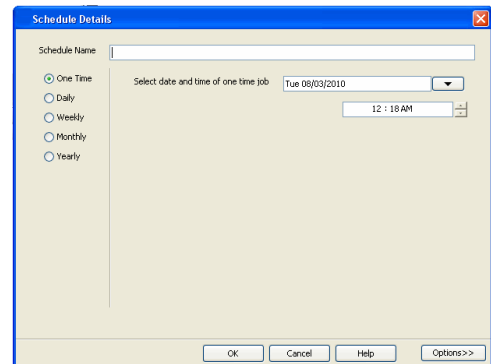 Schedule Details
Schedule Name
One Time
Select date and time of one time job
Tue 08/03/2010
Daily
12 : 18 AM
Weekly
Monthly
Yearly
OK
Cancel
Help
Options>>